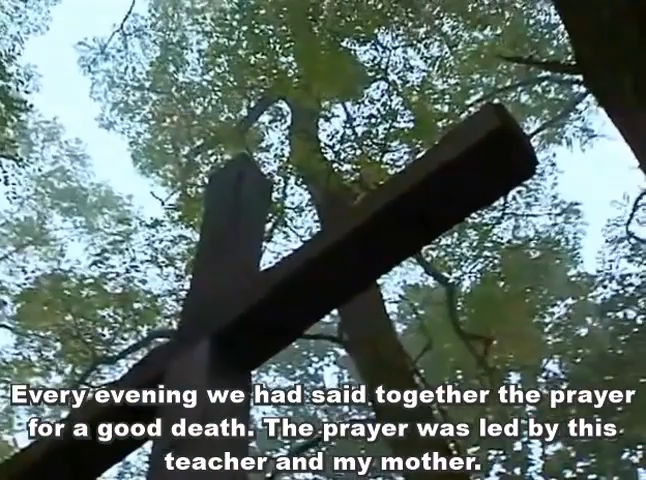 Every evening we had said together the prayer
for a good death. The prayer was led by this
teacher and my mother.